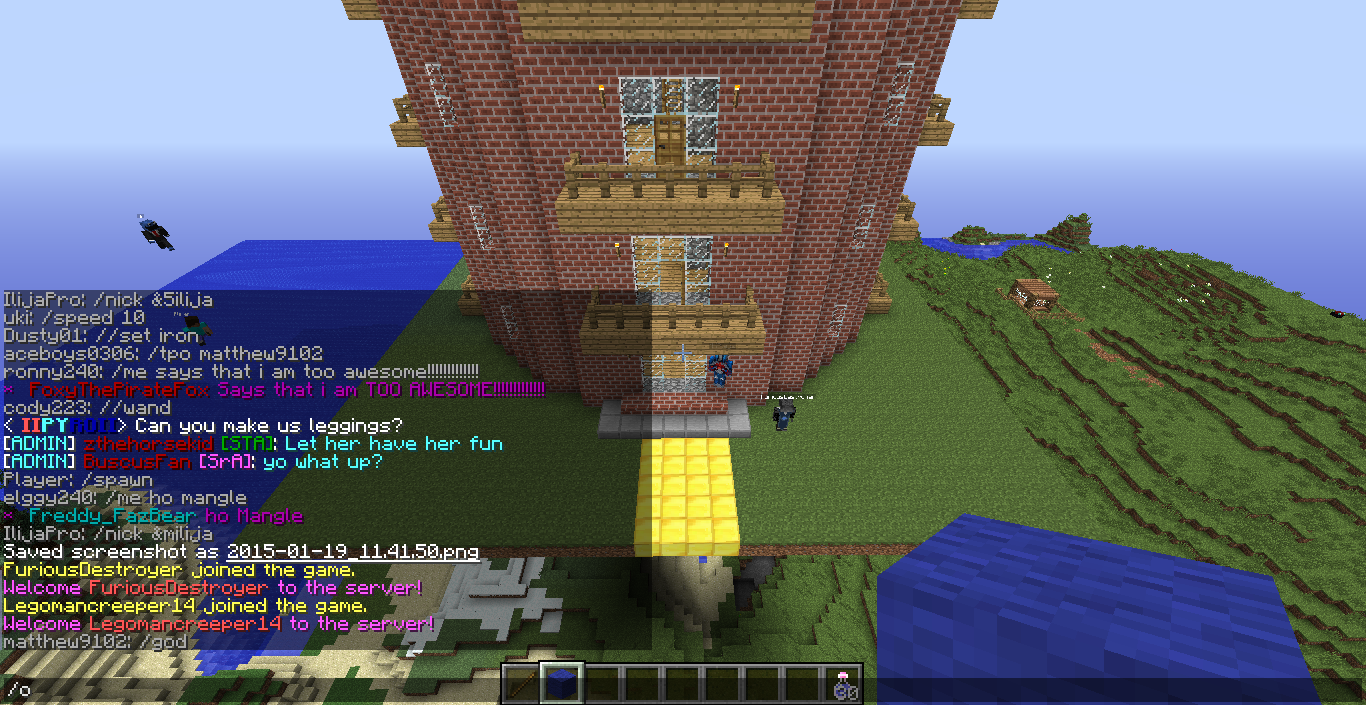 IlijaPro: /nick &5ilija
uki: /speed 10
Dusty01: //set iron
aceboys0306: /tpo matthew9102
ronny240: /me says that i am too awesome!!!!!!!!!!!!!
* FoxyThePirateFox Says that i am TOO AWESOME!!!!!!!!!!!!!
cody223: //wand
< IIPYROII> Can you make us leggings?
[ADMIN] zthehorsekid [STA]: Let her have her fun
[ADMIN] BuscusFan [SrA]: yo what up?
Player: /spawn
elggy240: /me ho mangle
* Freddy_FazBear ho Mangle
IlijaPro: /nick &milija
Saved screenshot as 2015-01-19_11.41.50.png
FuriousDestroyer joined the game.
Welcome FuriousDestroyer to the server!
Legomancreeper14 joined the game.
Welcome Legomancreeper14 to the server!
matthew9102: /god
/o